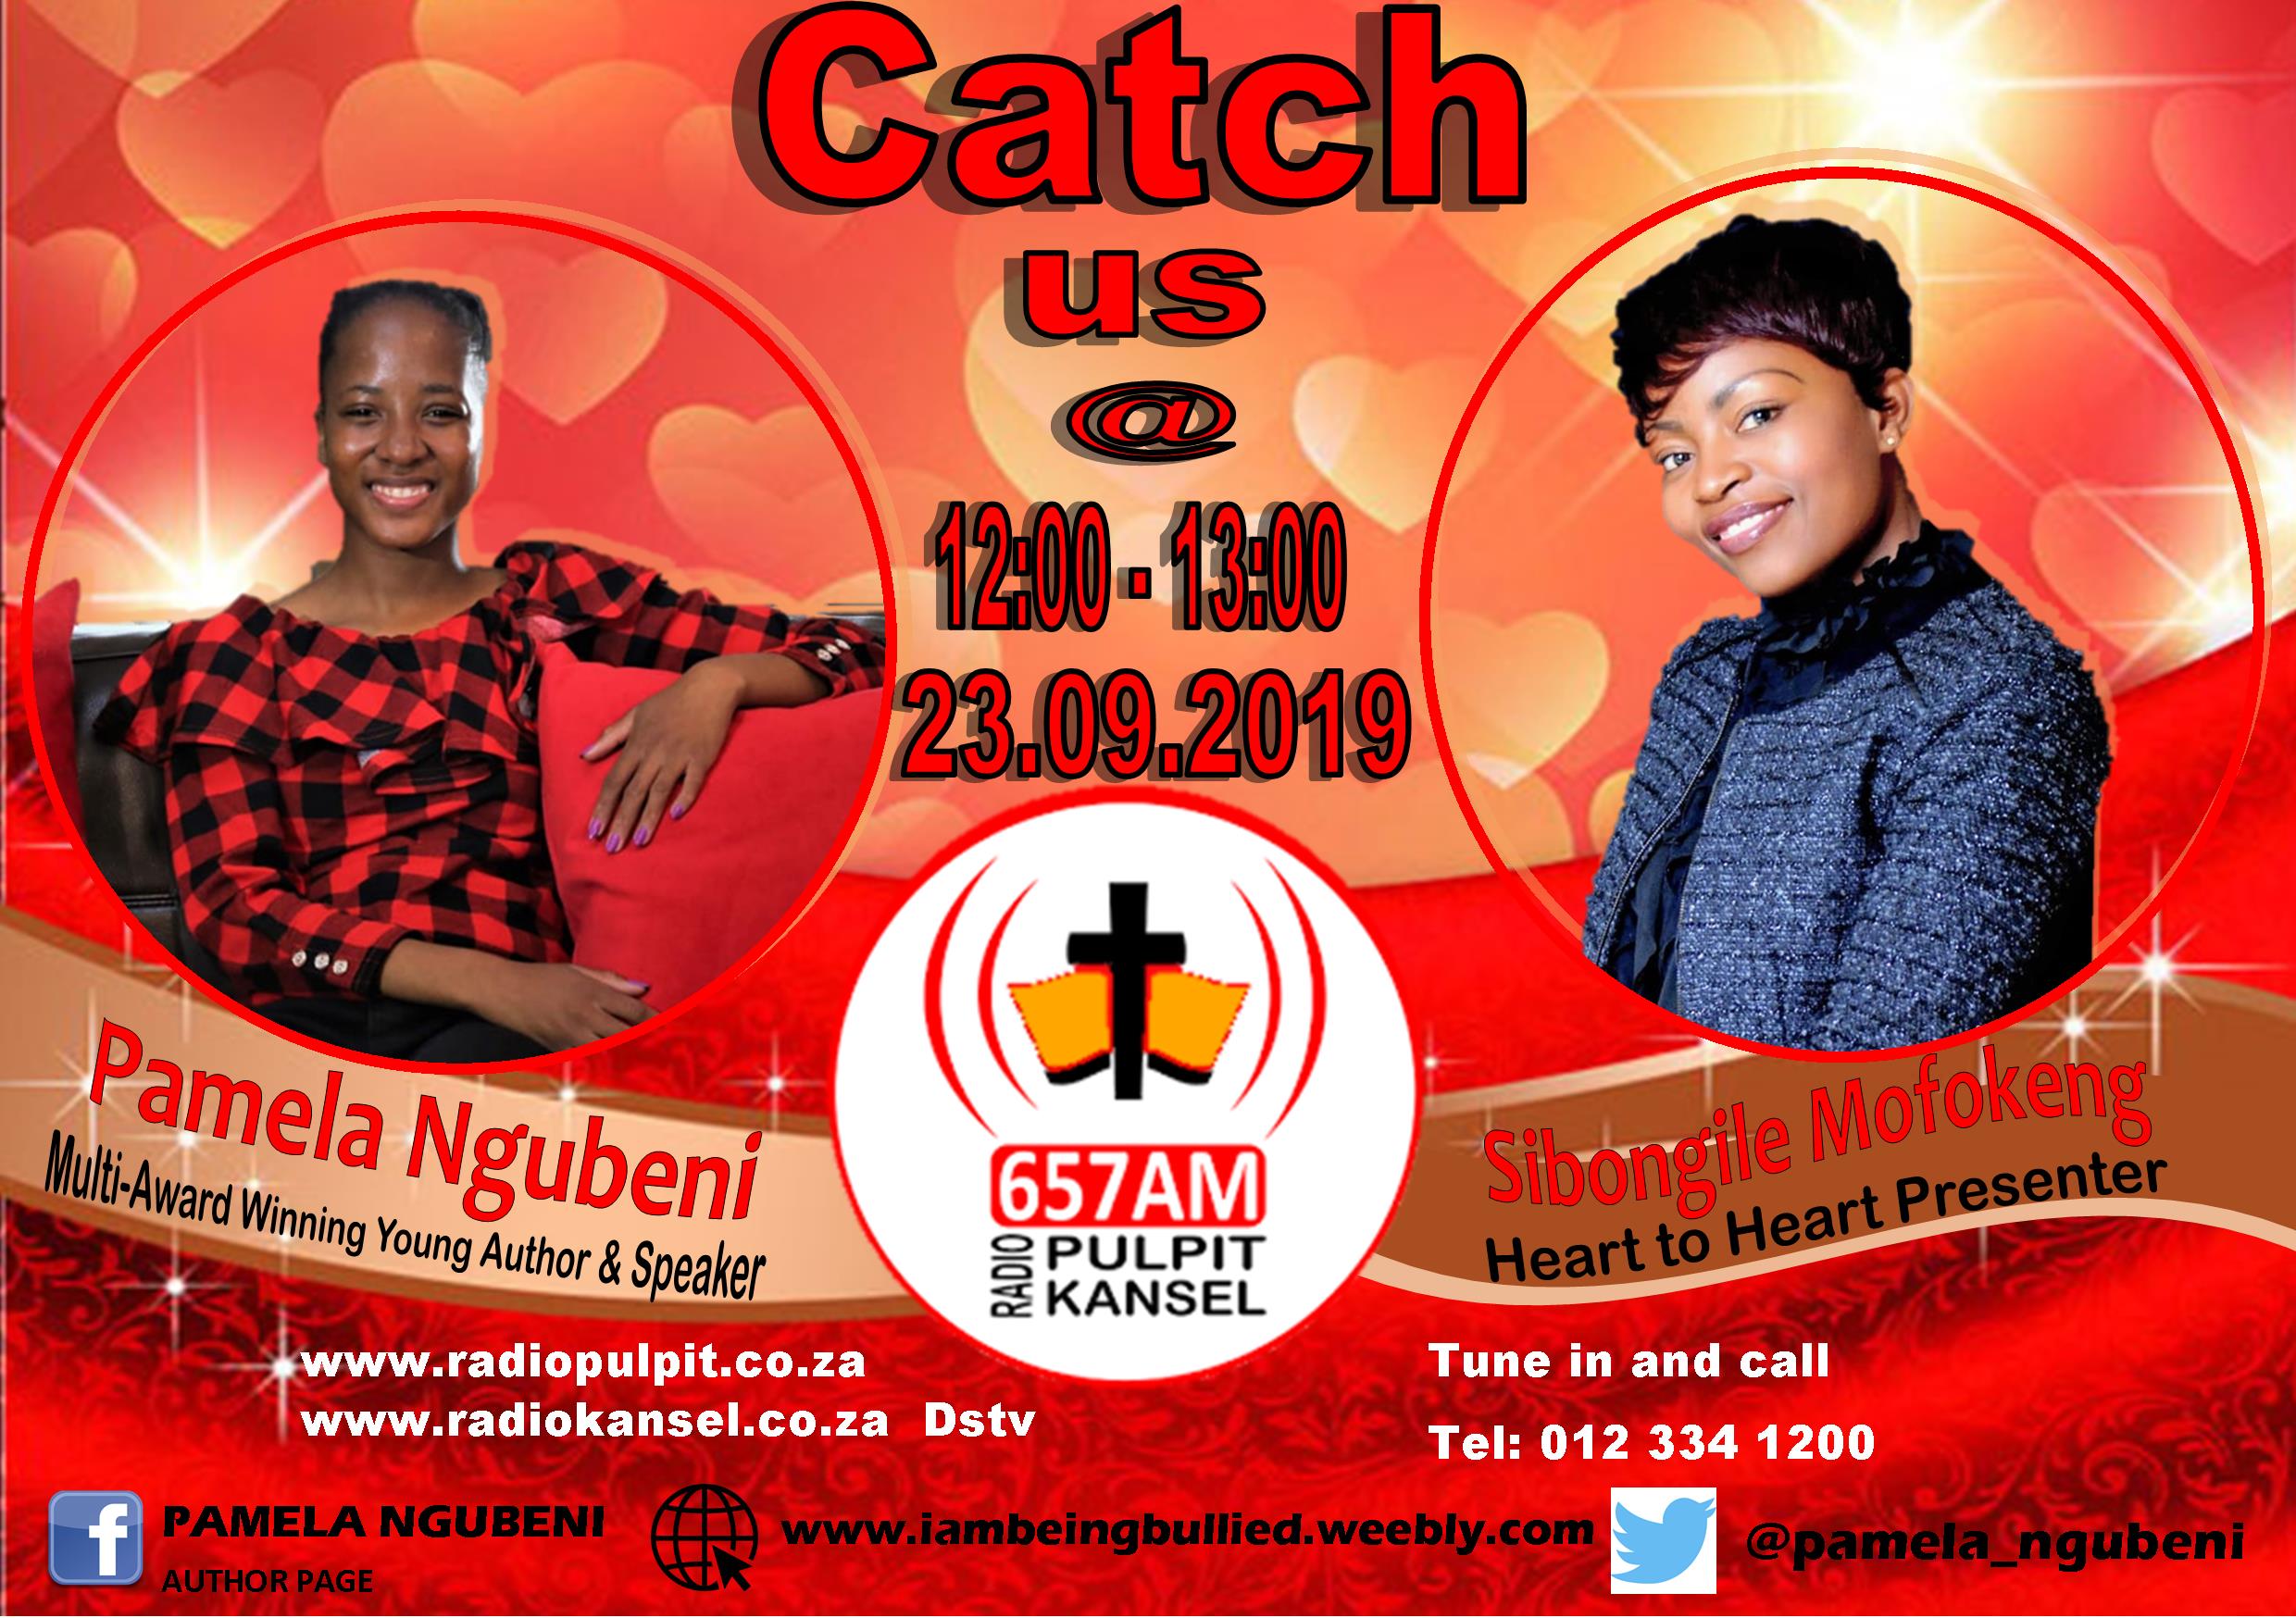 Catch
us
@
12:00 - 13:00
23.09.2019
Pamela Ngubeni
Multi-Award Winning Young Author & Speaker
657AM
RADIO
PULPIT
KANSEL
Sibongile Mofokeng
Heart to Heart Presenter
www.radiopulpit.co.za
www.radiokansel.co.za Dstv
Tune in and call
Tel: 012 334 1200
f
PAMELA NGUBENI
AUTHOR PAGE
www.iambeingbullied.weebly.com
@pamela_ngubeni